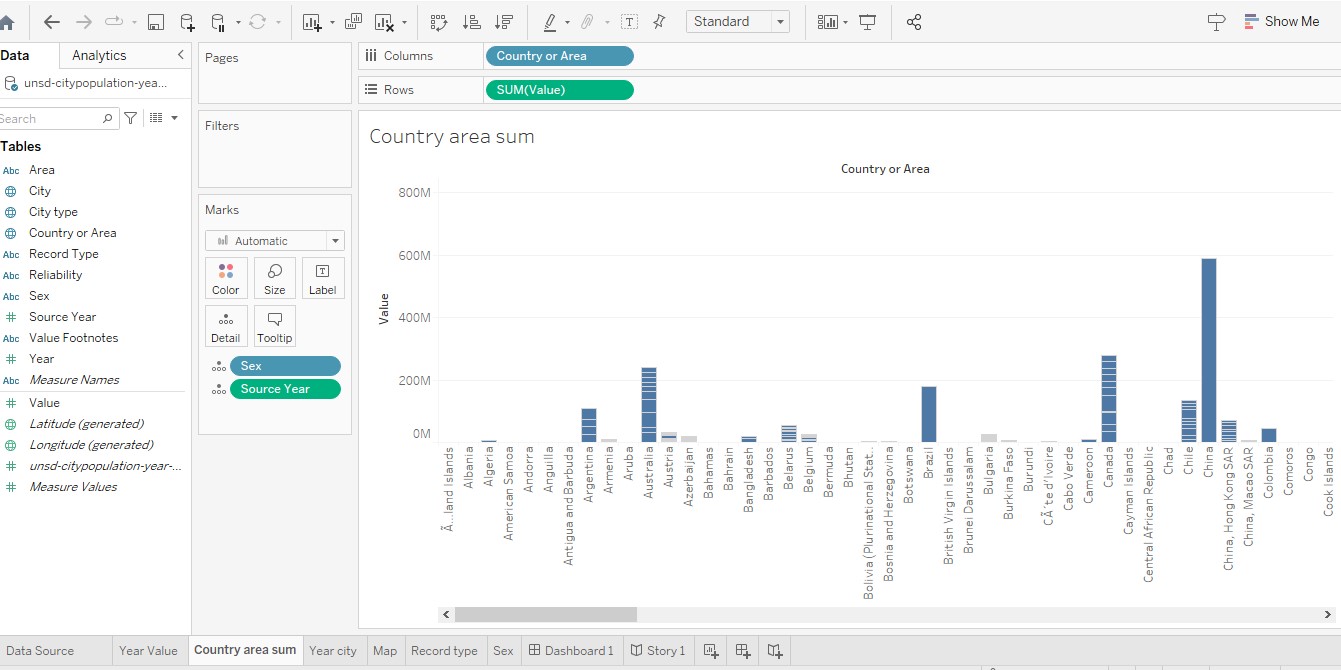 Standard
Show Me
Data
Analytics
unsd-citypopulation-yea...
Search
Tables
Abc Area
City
City type
Country or Area
Abc Record Type
Abc Reliability
Abc Sex
Source Year
Abc Value Footnotes
Year
Abc Measure Names
Value
Latitude (generated)
Longitude (generated)
unsd-citypopulation-year-...
Measure Values
Pages
Filters
Marks
Automatic
Color
Size
Label
Detail
Tooltip
Sex
Source Year
Columns
Country or Area
Rows
SUM(Value)
Country area sum
Country or Area
Value
800M
600M
400M
200M
0M
Ã...land Islands
Albania
Algeria
American Samoa
Andorra
Anguilla
Antigua and Barbuda
Argentina
Armenia
Aruba
Australia
Austria
Azerbaijan
Bahamas
Bahrain
Bangladesh
Barbados
Belarus
Belgium
Bermuda
Bhutan
Bolivia (Plurinational Stat..
Bosnia and Herzegovina
Botswana
Brazil
British Virgin Islands
Brunei Darussalam
Bulgaria
Burkina Faso
Burundi
CÃ´te d'Ivoire
Cabo Verde
Cameroon
Canada
Cayman Islands
Central African Republic
Chad
Chile
China
China, Hong Kong SAR
China, Macao SAR
Colombia
Comoros
Congo
Cook Islands
Data Source
Year Value
Country area sum
Year city
Map
Record type
Sex
Dashboard 1
Story 1